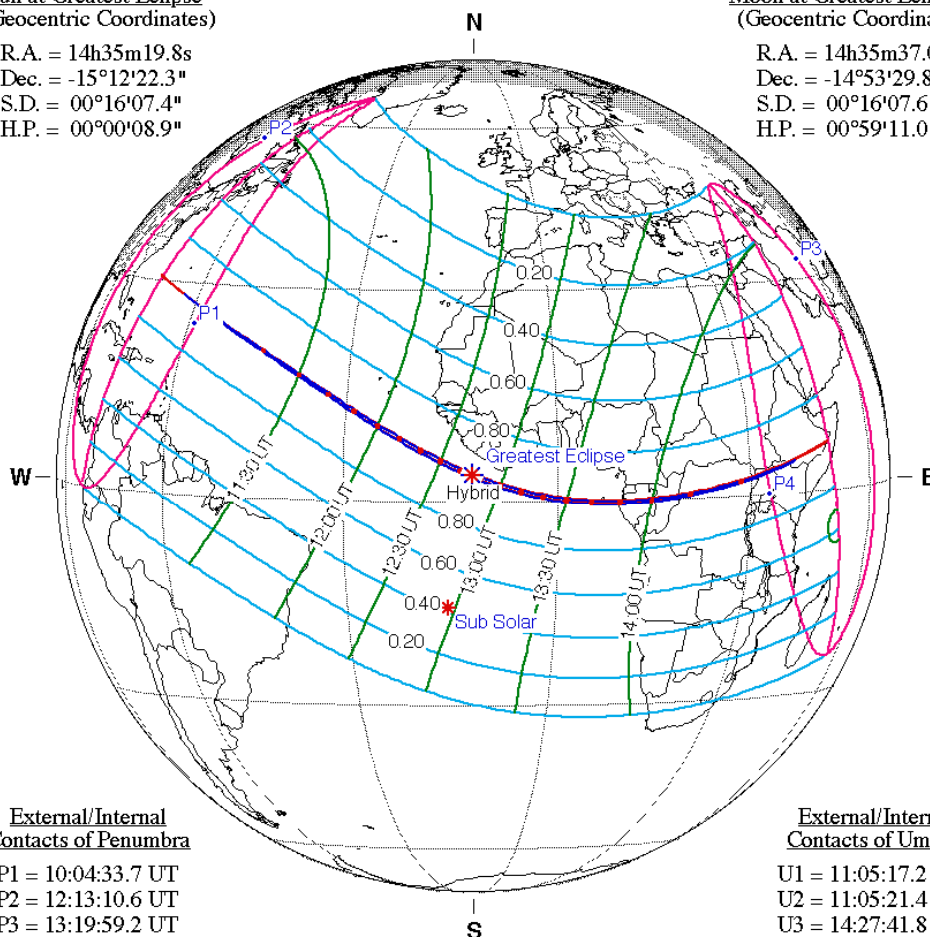 (Geocentric Coordinates)
R.A. = 14h35m19.8s
Dec. = -15°12'22.3"
S.D. = 00°16'07.4"
H.P. = 00°00'08.9"
Moon at Greatest Eclipse
(Geocentric Coordina
R.A. = 14h35m37.
Dec. = -14°53'29.8
S.D. = 00°16'07.6
H.P. = 00°59'11.0
N
P2
P3
0.20
P1
0.40
0.60
0.80
Greatest Eclipse
W
E
Hybrid
P4
11:30 UT
12:00 UT
12:30 UT
13:00 UT
13:30 UT
14:00 UT
0.80
0.60
0.40
Sub Solar
0.20
External/Internal
Contacts of Penumbra
P1 = 10:04:33.7 UT
P2 = 12:13:10.6 UT
P3 = 13:19:59.2 UT
External/Intern
Contacts of Um
U1 = 11:05:17.2
U2 = 11:05:21.4
U3 = 14:27:41.8
S